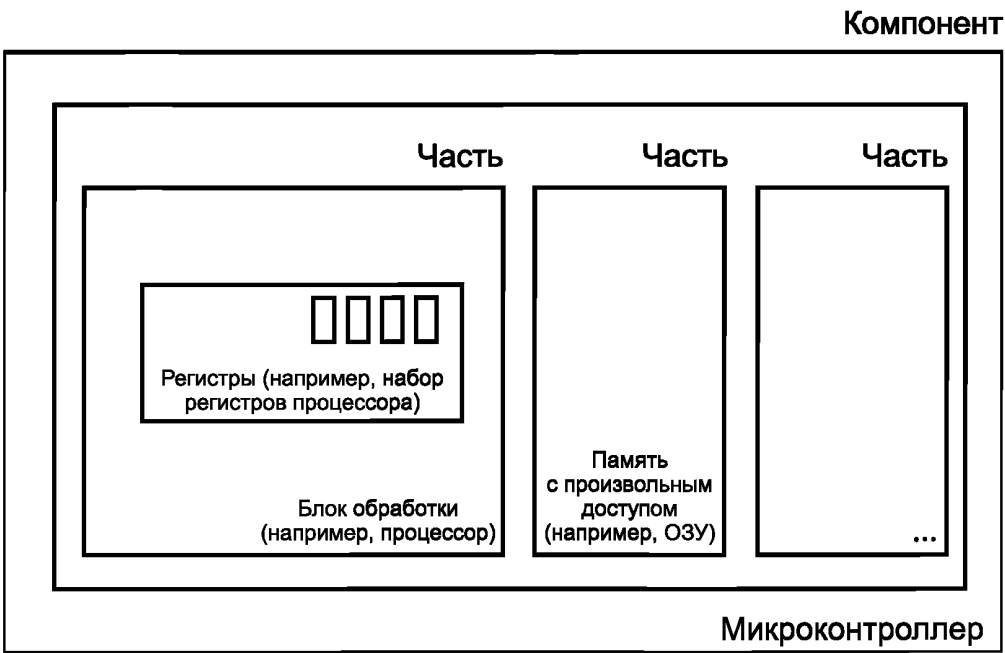 Компонент
Часть
Часть
Часть
Регистры (например, набор
регистров процессора)
Блок обработки
(например, процессор)
Память
с произвольным
доступом
(например, ОЗУ)
...
Микроконтроллер